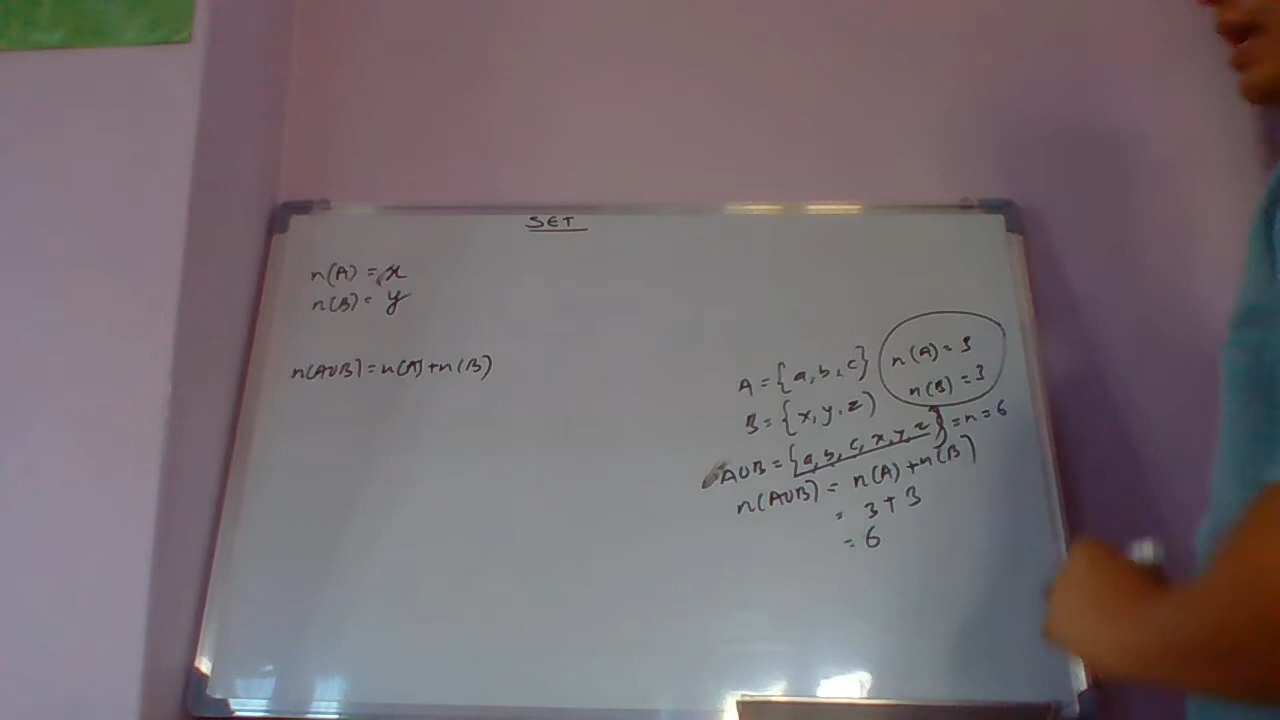 SET
n(A) = x
n(B) = y
n(A∪B) = n(A) + n(B)
A = {a, b, c}
n(A) = 3
n(B) = 3
B = {x, y, z}
A∪B = {a, b, c, x, y, z} = n = 6
n(A∪B) = n(A) + n(B)
= 3 + 3
= 6